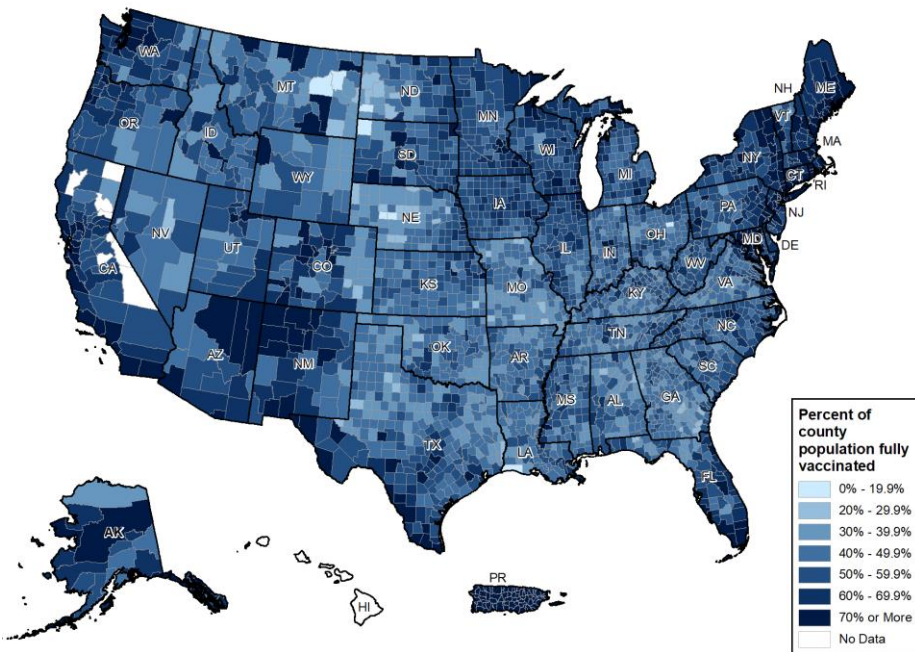 WA
MT
ND
MN
NH
ME
VT
OR
ID
SD
WI
MI
NY
MA
CT
RI
WY
NE
IA
PA
NJ
NV
UT
CO
IL
IN
OH
MD
DE
CA
KS
MO
KY
WV
VA
AZ
NM
OK
AR
TN
NC
SC
MS
AL
GA
TX
LA
FL
AK
HI
PR
Percent of
county
population fully
vaccinated
0% - 19.9%
20% - 29.9%
30% - 39.9%
40% - 49.9%
50% - 59.9%
60% - 69.9%
70% or More
No Data